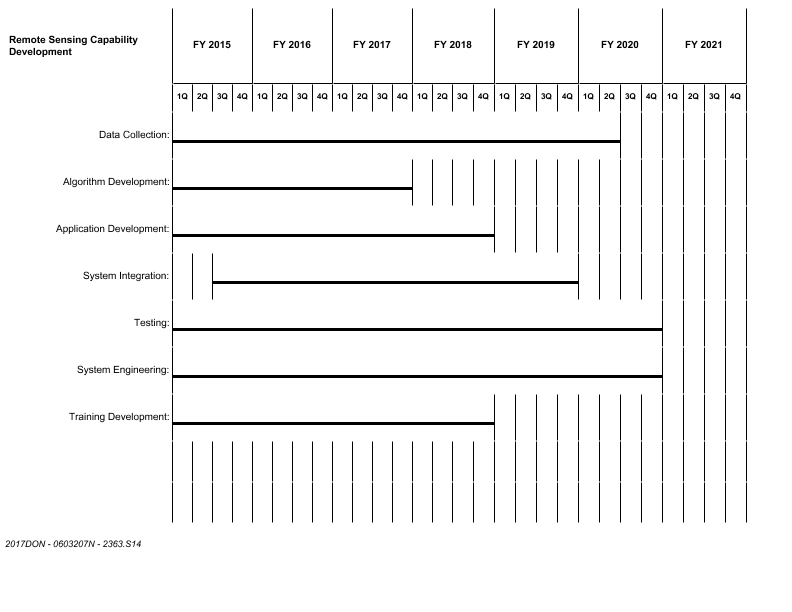 Remote Sensing Capability
Development
FY 2015 FY 2016 FY 2017 FY 2018 FY 2019 FY 2020 FY 2021
1Q 2Q 3Q 4Q 1Q 2Q 3Q 4Q 1Q 2Q 3Q 4Q 1Q 2Q 3Q 4Q 1Q 2Q 3Q 4Q 1Q 2Q 3Q 4Q 1Q 2Q 3Q 4Q
Data Collection:
Algorithm Development:
Application Development:
System Integration:
Testing:
System Engineering:
Training Development:
2017DON - 0603207N - 2363.S14